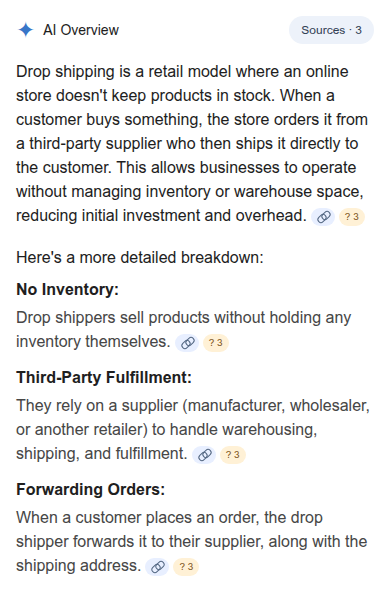 AI Overview
Sources · 3
Drop shipping is a retail model where an online
store doesn't keep products in stock. When a
customer buys something, the store orders it from
a third-party supplier who then ships it directly to
the customer. This allows businesses to operate
without managing inventory or warehouse space,
reducing initial investment and overhead. ? 3
Here's a more detailed breakdown:
No Inventory:
Drop shippers sell products without holding any
inventory themselves. ? 3
Third-Party Fulfillment:
They rely on a supplier (manufacturer, wholesaler,
or another retailer) to handle warehousing,
shipping, and fulfillment. ? 3
Forwarding Orders:
When a customer places an order, the drop
shipper forwards it to their supplier, along with the
shipping address. ? 3